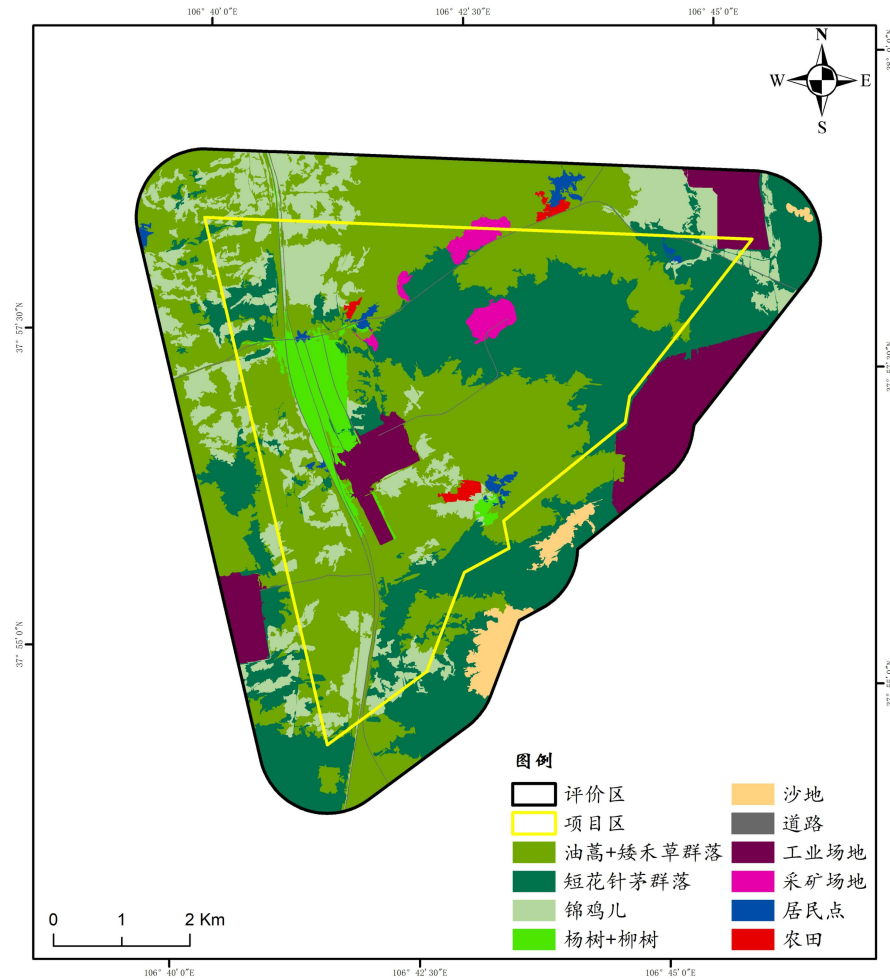 106° 40′ 0″E
106° 42′ 30″E
106° 45′ 0″E
N
W
E
S
37° 57′ 30″N
37° 55′ 0″N
37° 55′ 0″N
图例
评价区
沙地
项目区
道路
油蒿+矮禾草群落
工业场地
短花针茅群落
采矿场地
锦鸡儿
居民点
杨树+柳树
农田
0 1 2 Km
106° 40′ 0″E
106° 42′ 30″E
106° 45′ 0″E